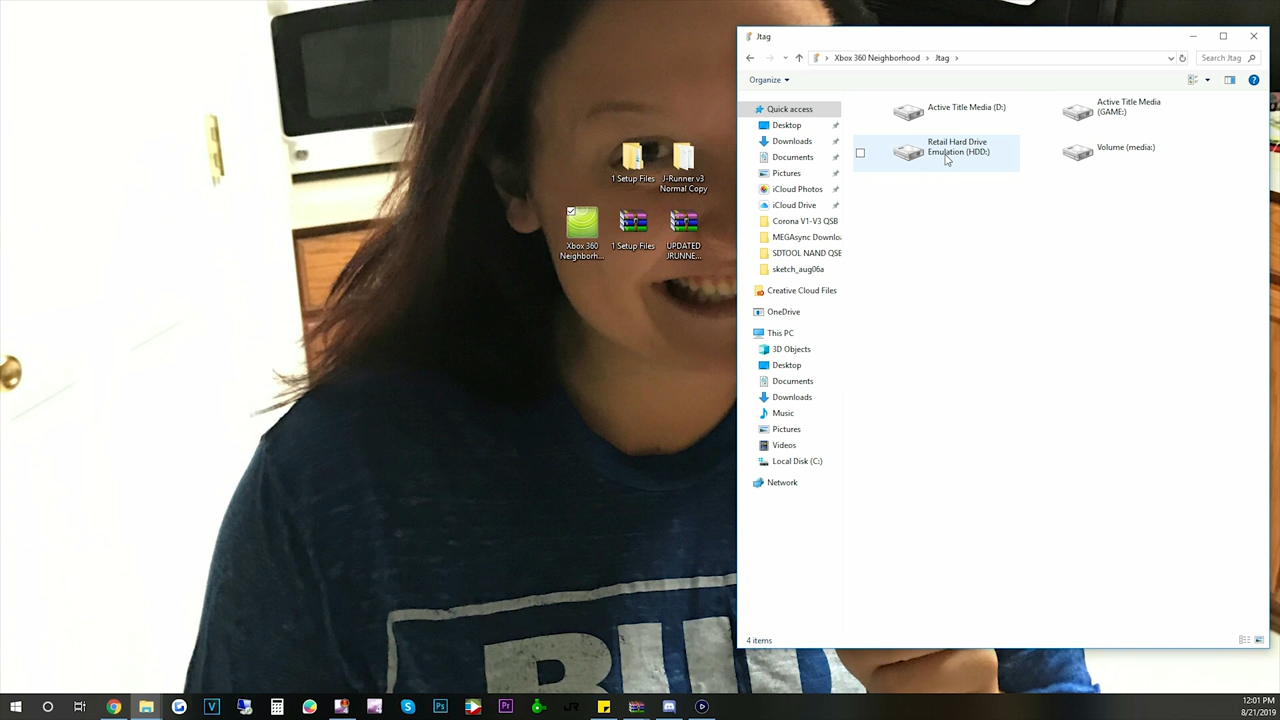 Jtag
Xbox 360 Neighborhood
Jtag
Search Jtag
Organize
Quick access
Desktop
Downloads
Documents
Pictures
iCloud Photos
iCloud Drive
Corona V1-V3 QSB
MEGAsync Downlo
SDTOOL NAND QSE
sketch_aug06a
Creative Cloud Files
OneDrive
This PC
3D Objects
Desktop
Documents
Downloads
Music
Pictures
Videos
Local Disk (C:)
Network
Active Title Media (D:)
Active Title Media
(GAME:)
Retail Hard Drive
Emulation (HDD:)
Volume (media:)
4 items
1 Setup Files
J-Runner v3
Normal Copy
Xbox 360
Neighborh...
1 Setup Files
UPDATED
JRUNNE...
12:01 PM
8/21/2019